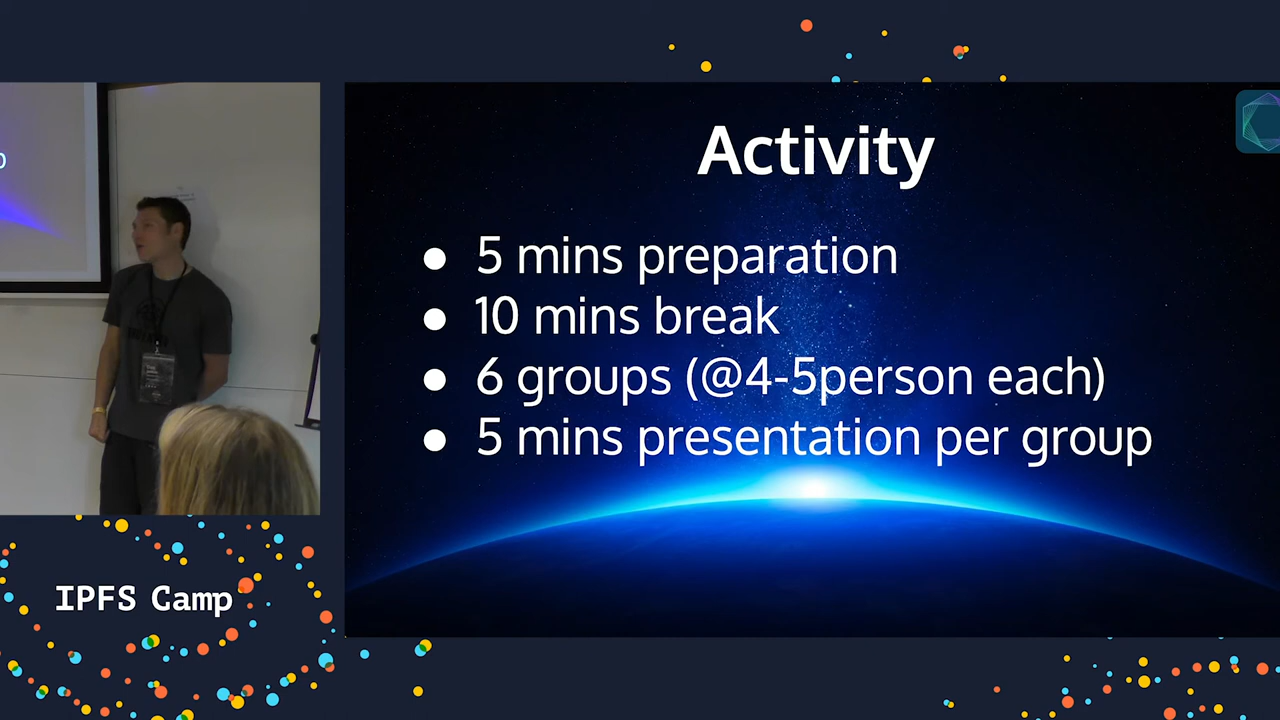 Activity
● 5 mins preparation
● 10 mins break
● 6 groups (@4-5person each)
● 5 mins presentation per group
IPFS Camp